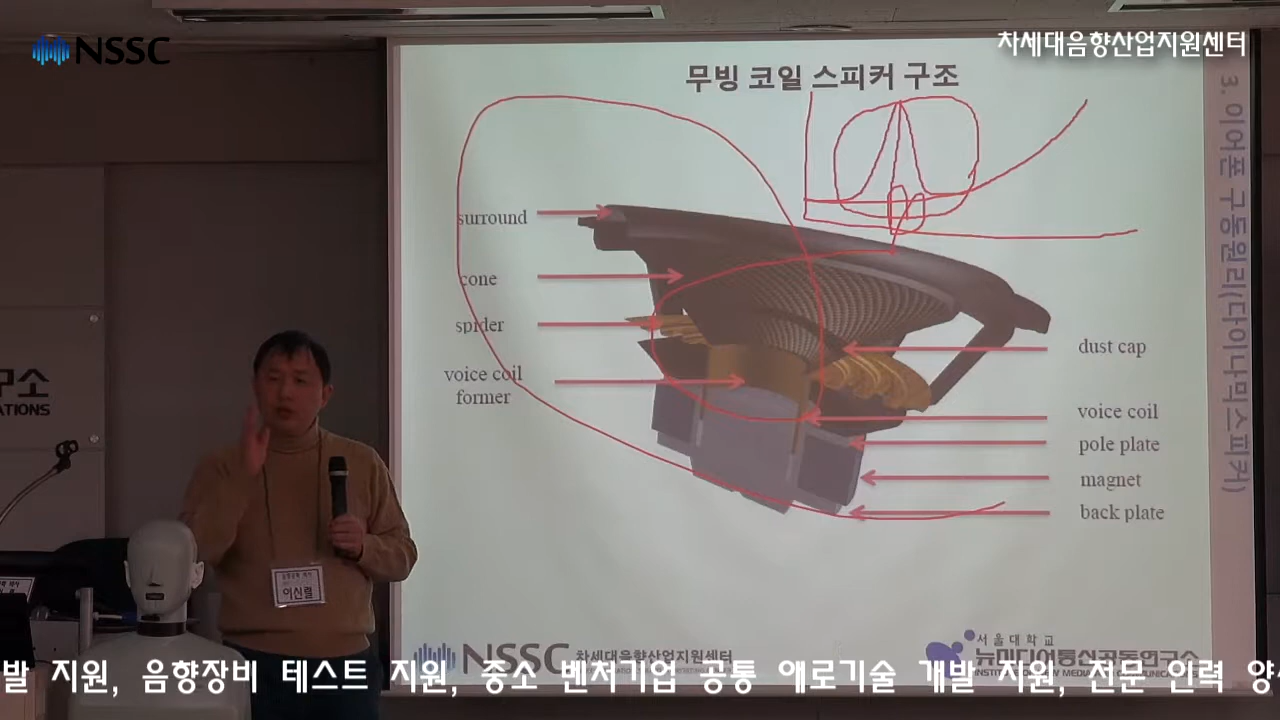 NSSC
차세대음향산업지원센터
무빙 코일 스피커 구조
3. 이어폰 구동원리(다이나믹스피커)
surround
cone
spider
voice coil
former
dust cap
voice coil
pole plate
magnet
back plate
구소
ATIONS
이신렬
NSSC 차세대음향산업지원센터
서울대학교
뉴미디어통신공동연구소
발 지원, 음향장비 테스트 지원, 중소 벤처기업 공통 애로기술 개발 지원, 전문 인력 양